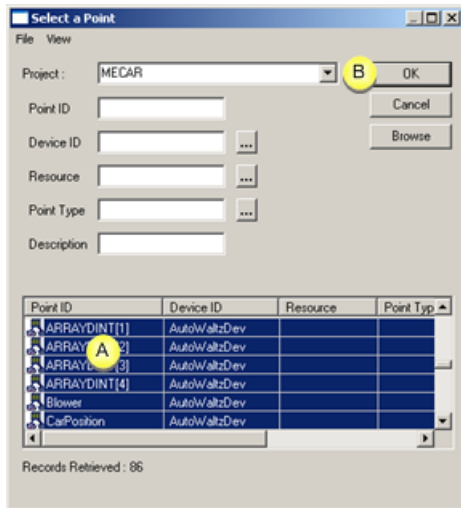 Select a Point
File View
Project : MECAR B OK
Point ID Cancel
Device ID ... Browse
Resource ...
Point Type ...
Description
Point ID Device ID Resource Point Typ
ARRAYDINT[1] AutoWaltzDev
A 2] AutoWaltzDev
3] AutoWaltzDev
ARRAYDINT[4] AutoWaltzDev
Blower AutoWaltzDev
CarPosition AutoWaltzDev
Records Retrieved : 86